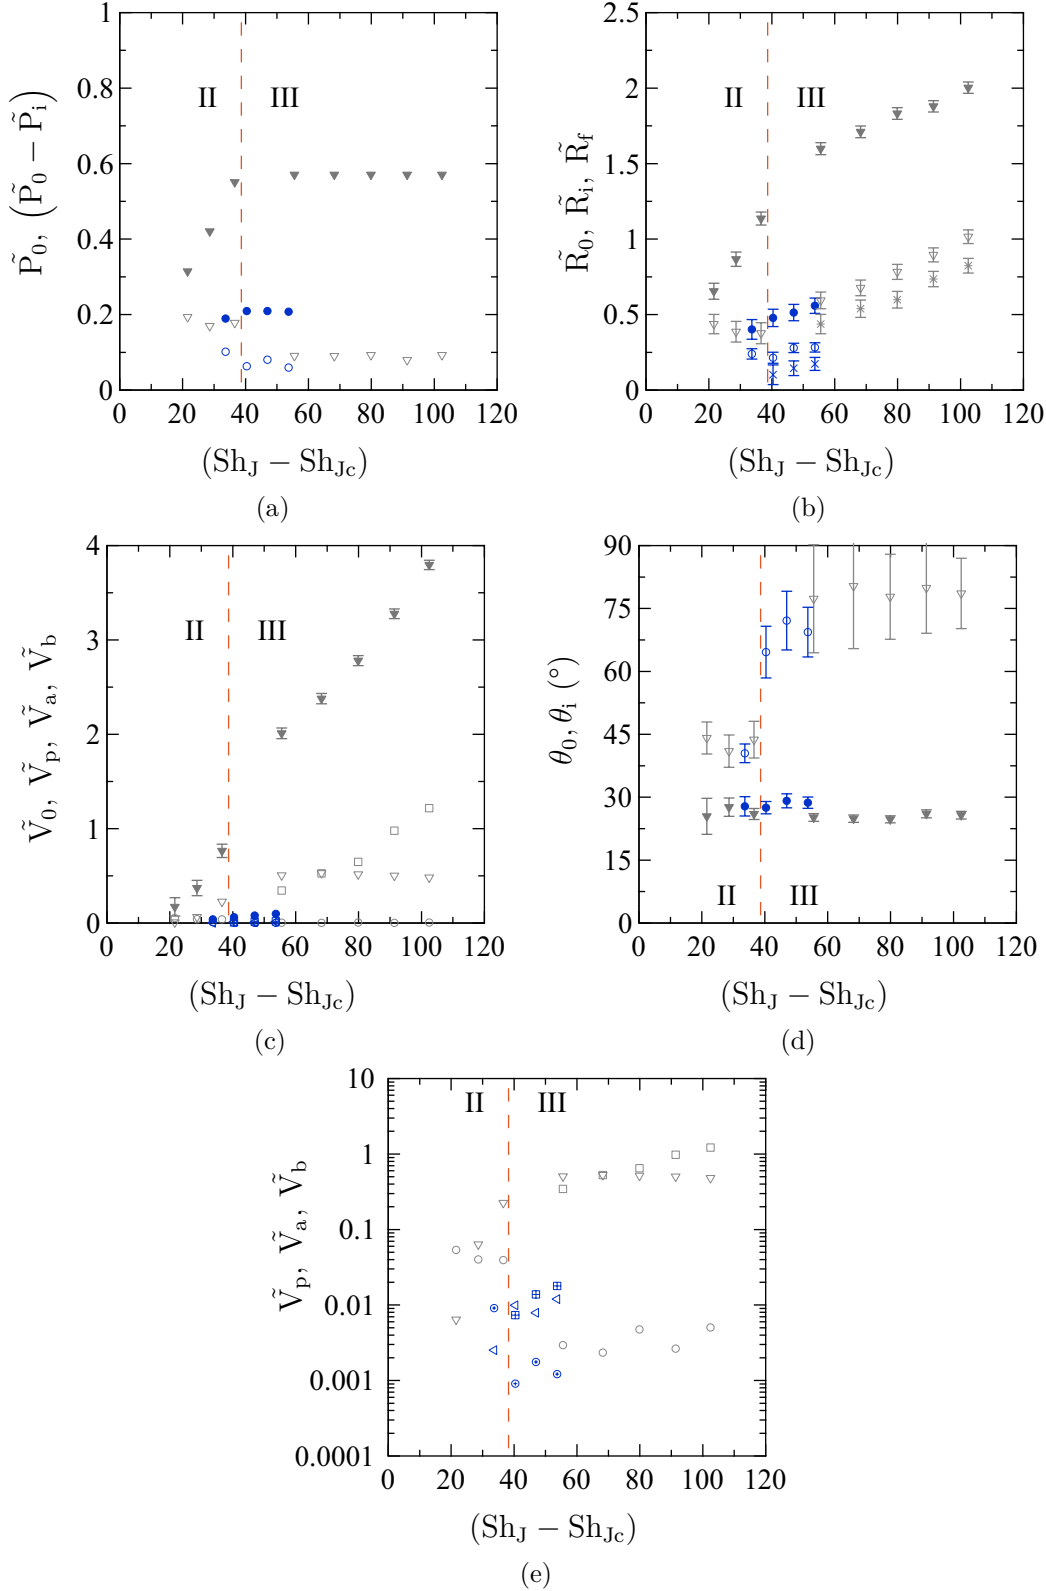 1
0.8
0.6
0.4
0.2
0
0 20 40 60 80 100 120
II III
P̃0, (P̃0 − P̃i)
(ShJ − ShJc)
(a)
2.5
2
1.5
1
0.5
0
0 20 40 60 80 100 120
II III
R̃0, R̃i, R̃f
(ShJ − ShJc)
(b)
4
3
2
1
0
0 20 40 60 80 100 120
II III
Ṽ0, Ṽp, Ṽa, Ṽb
(ShJ − ShJc)
(c)
90
75
60
45
30
15
0
0 20 40 60 80 100 120
II III
θ0, θi (°)
(ShJ − ShJc)
(d)
10
1
0.1
0.01
0.001
0.0001
0 20 40 60 80 100 120
II III
Ṽp, Ṽa, Ṽb
(ShJ − ShJc)
(e)